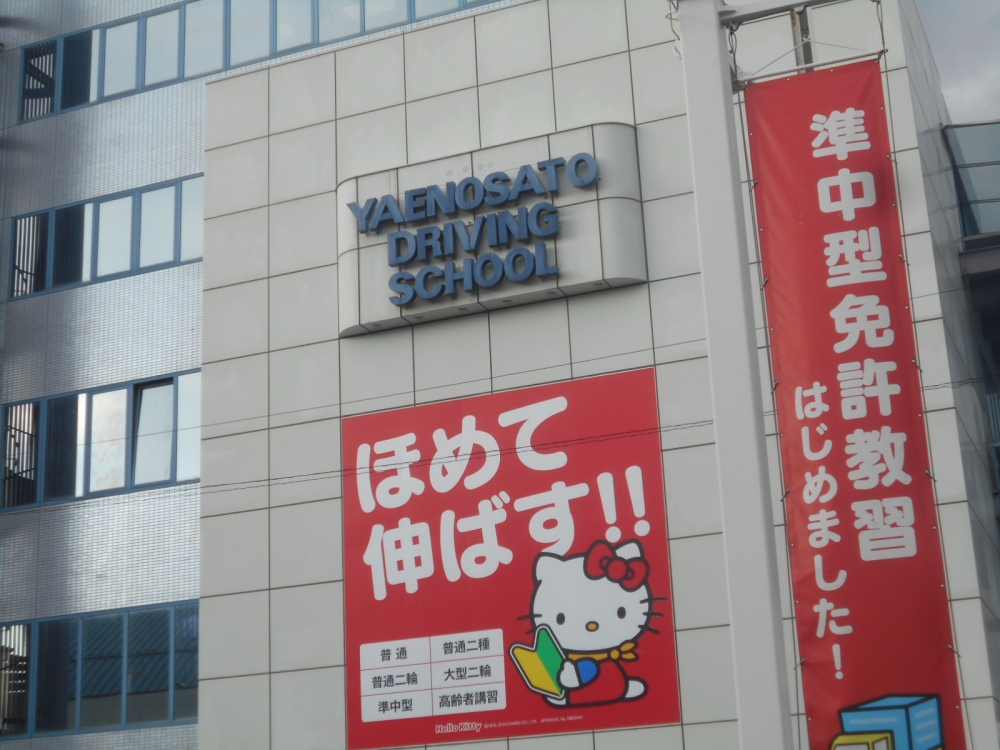 YAENOSATO
DRIVING
SCHOOL
ほめて
伸ばす!!
普通
普通二種
普通二輪
大型二輪
準中型
高齢者講習
Hello Kitty
準中型免許教習
はじめました!